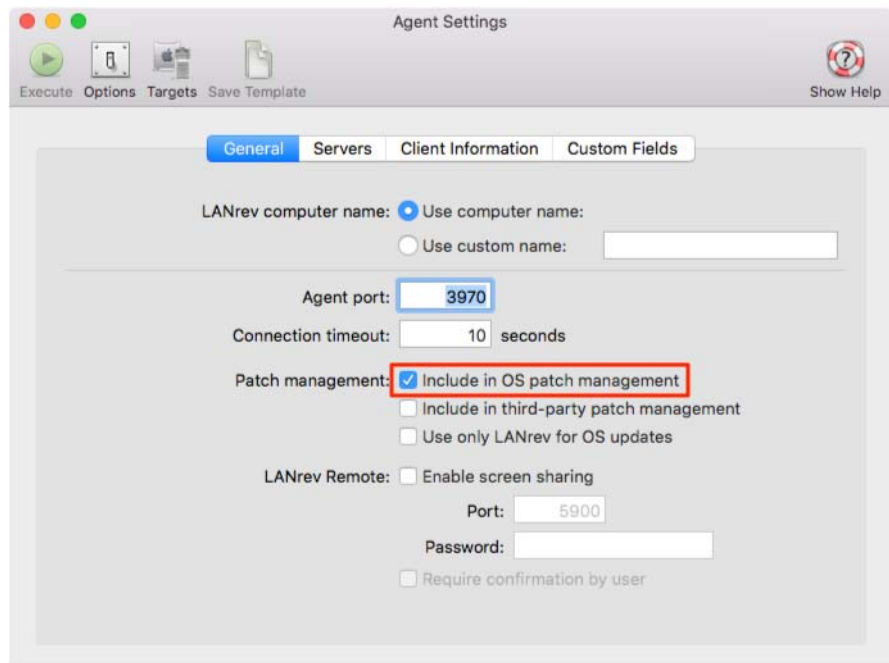 Agent Settings
Execute Options Targets Save Template Show Help
General Servers Client Information Custom Fields
LANrev computer name: Use computer name:
Use custom name:
Agent port: 3970
Connection timeout: 10 seconds
Patch management: Include in OS patch management
Include in third-party patch management
Use only LANrev for OS updates
LANrev Remote: Enable screen sharing
Port: 5900
Password:
Require confirmation by user